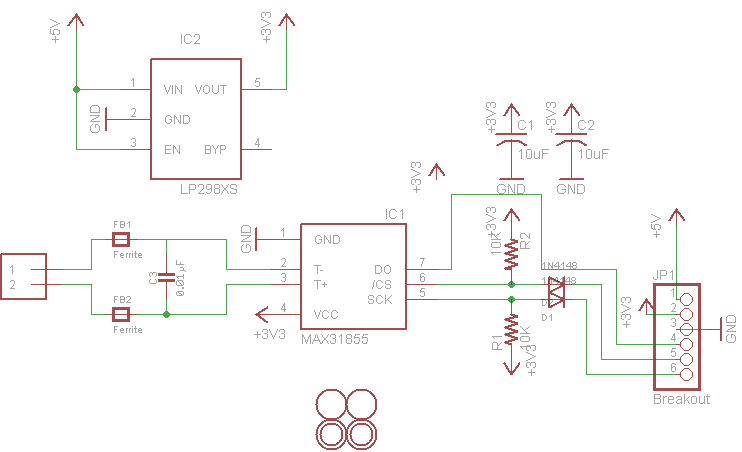 +5V
+3V3
IC2
1
VIN
VOUT
5
GND
2
GND
3
EN
BYP
4
LP298XS
+3V3
C1
10uF
GND
+3V3
C2
10uF
GND
+3V3
IC1
GND
1
GND
2
T-
3
T+
4
VCC
+3V3
DO
7
/CS
6
SCK
5
MAX31855
FB1
Ferrite
FB2
Ferrite
C3
0.01µF
1
2
+3V3
10K
R2
1N4148
D1
R1
10K
+3V3
+5V
+3V3
JP1
1
2
3
4
5
6
GND
Breakout